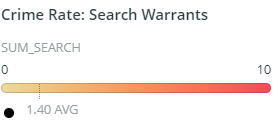 Crime Rate: Search Warrants
SUM_SEARCH
0 10
1.40 AVG